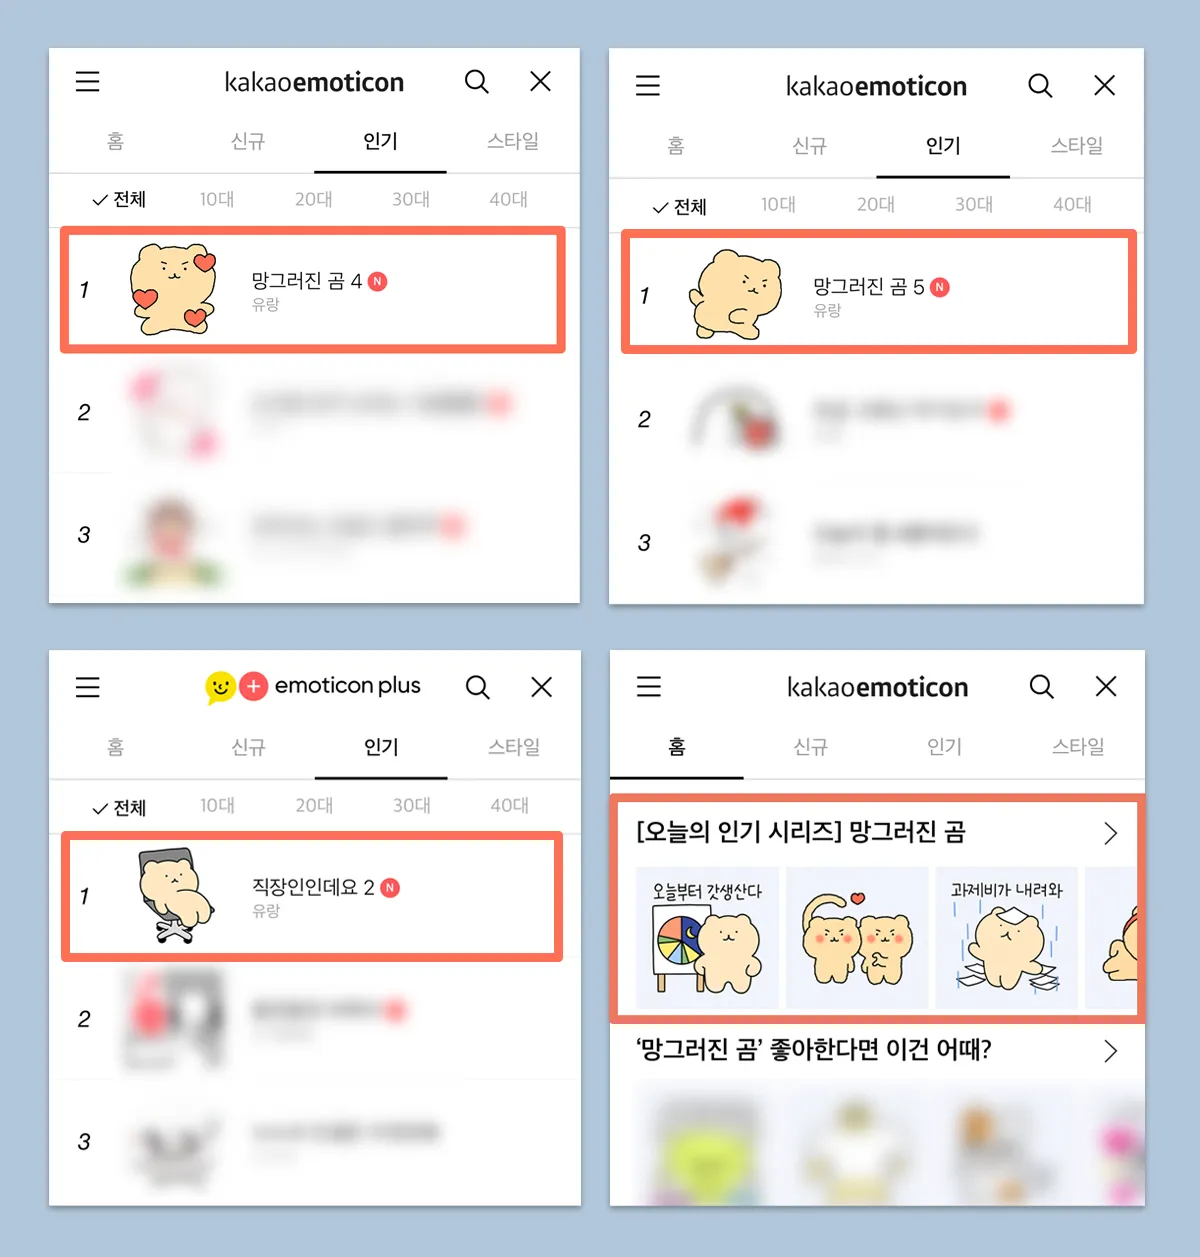 kakaoemoticon
홈 신규 인기 스타일
전체 10대 20대 30대 40대
1
망그러진 곰 4 N
유랑
2
3
kakaoemoticon
홈 신규 인기 스타일
전체 10대 20대 30대 40대
1
망그러진 곰 5 N
유랑
2
3
emoticon plus
홈 신규 인기 스타일
전체 10대 20대 30대 40대
1
직장인인데요 2 N
유랑
2
3
kakaoemoticon
홈 신규 인기 스타일
[오늘의 인기 시리즈] 망그러진 곰
오늘부터 갓생산다
과제비가 내려와
‘망그러진 곰’ 좋아한다면 이건 어때?